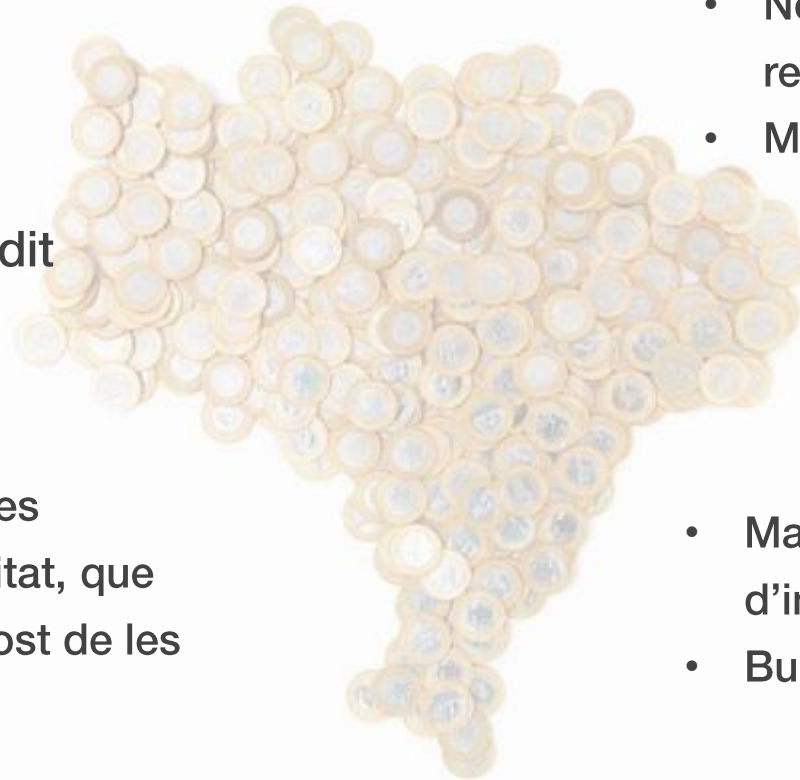 • re
• M
dit
es
itat, que
ost de les
• Ma
d’in
• Bu